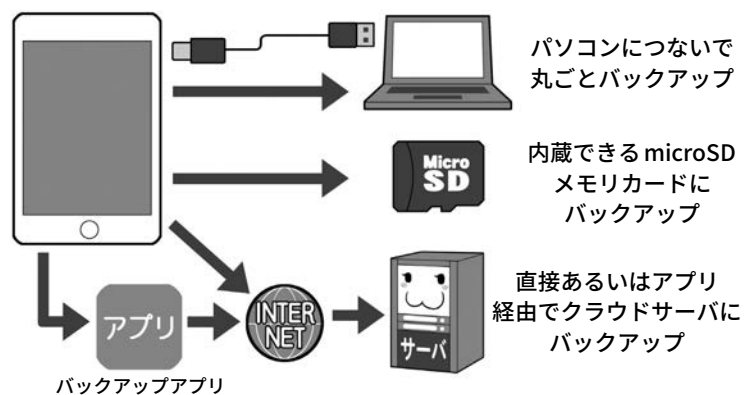 パソコンにつないで
丸ごとバックアップ
Micro
SD
内蔵できるmicroSD
メモリカードに
バックアップ
アプリ
バックアップアプリ
INTER
NET
サーバ
直接あるいはアプリ
経由でクラウドサーバに
バックアップ